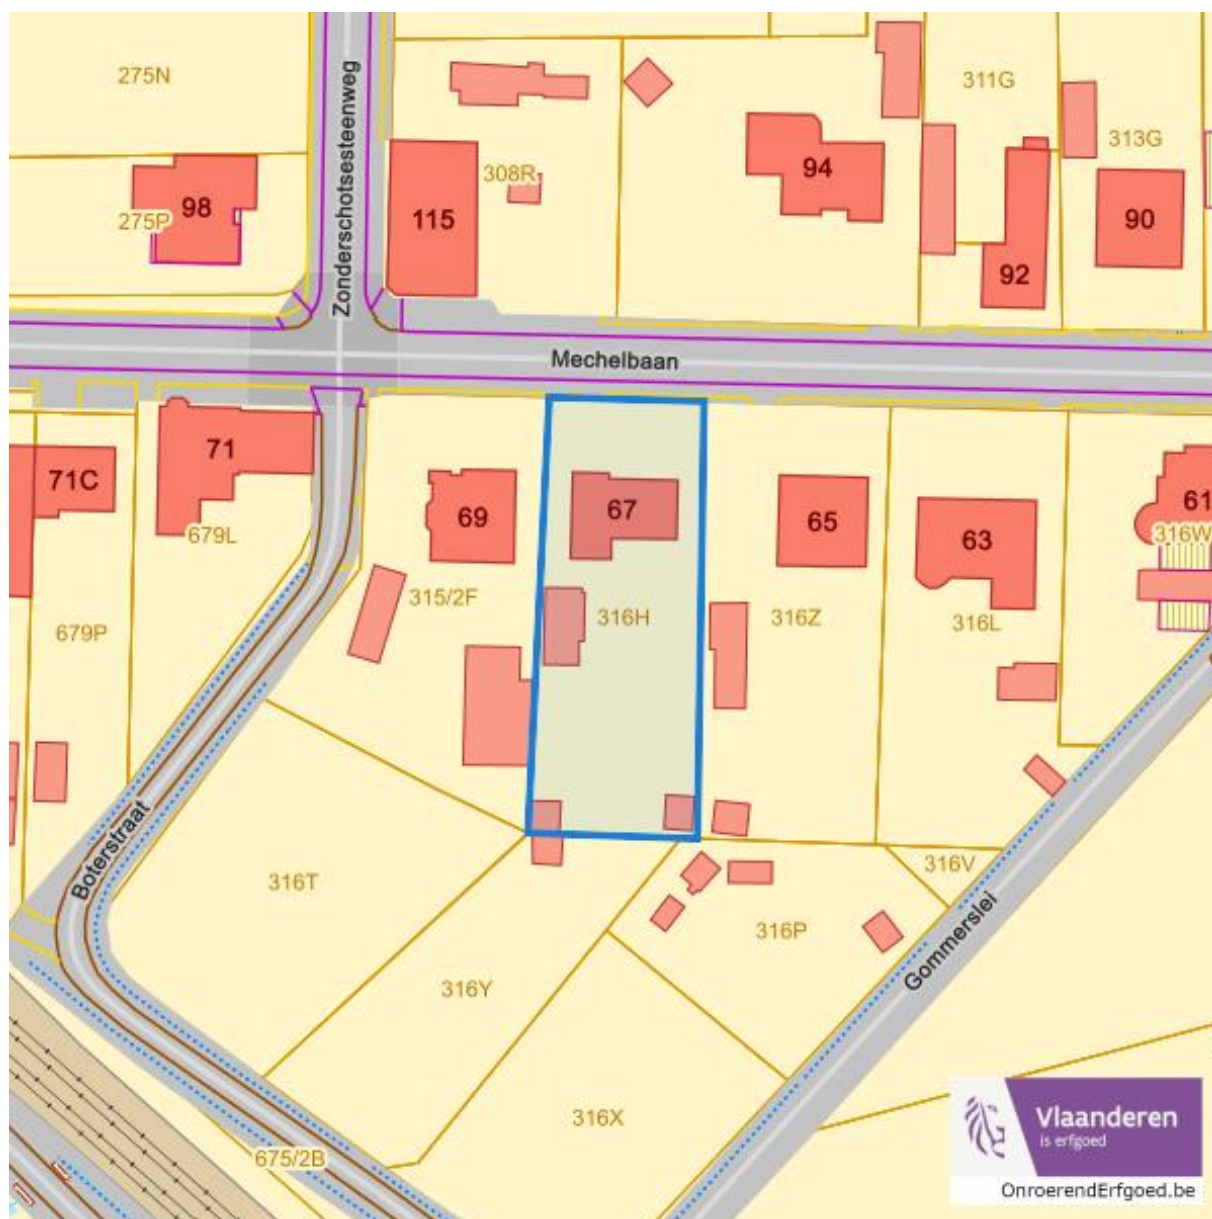 275N
Zonderschotsesteenweg
311G
313G
308R
94
98
275P
115
90
92
Mechelbaan
71
71C
69
67
65
63
61
679L
316W
315/2F
316H
316Z
316L
679P
Boterstraat
316T
316V
316P
Gommerslei
316Y
316X
675/2B
Vlaanderen
is erfgoed
OnroerendErfgoed.be